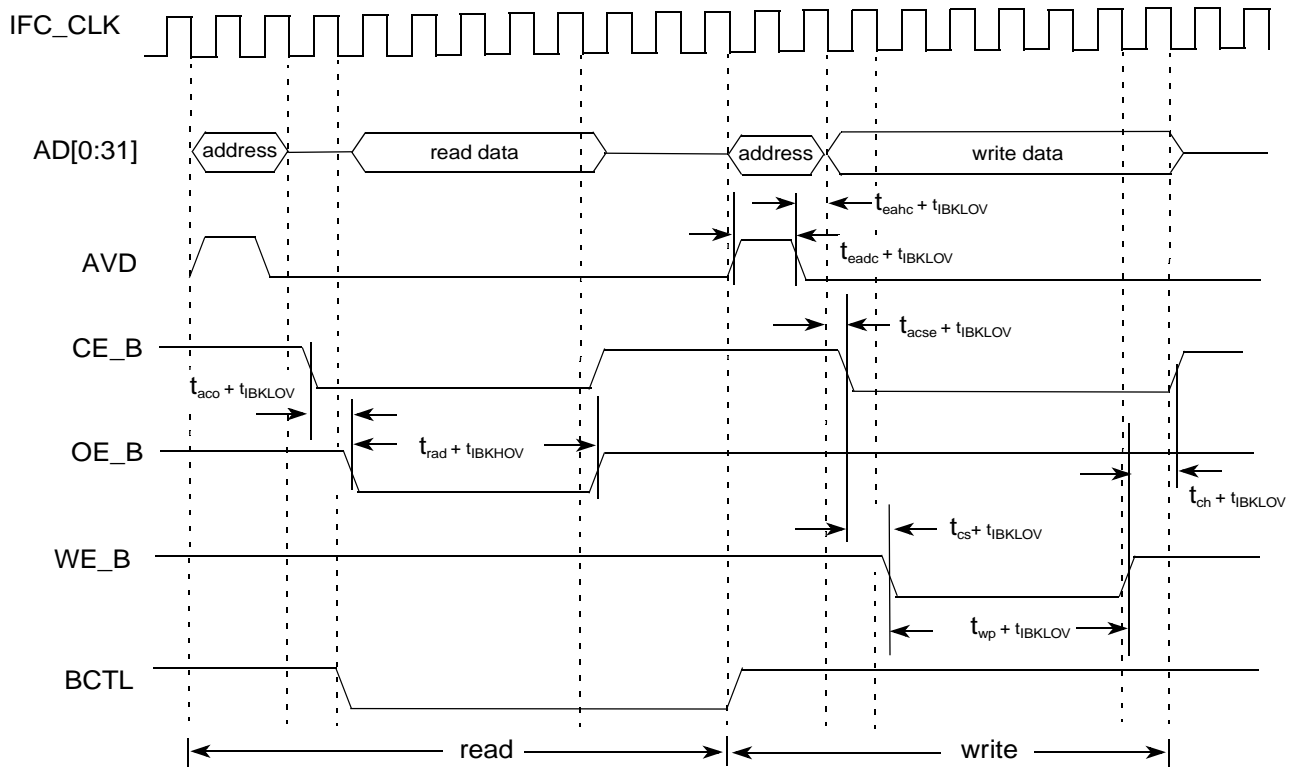 IFC_CLK
AD[0:31]
address
read data
address
write data
teahc + tIBKLOV
AVD
teadc + tIBKLOV
tacse + tIBKLOV
CE_B
taco + tIBKLOV
OE_B
trad + tIBKHOV
tch + tIBKLOV
tcs+ tIBKLOV
WE_B
twp + tIBKLOV
BCTL
read
write